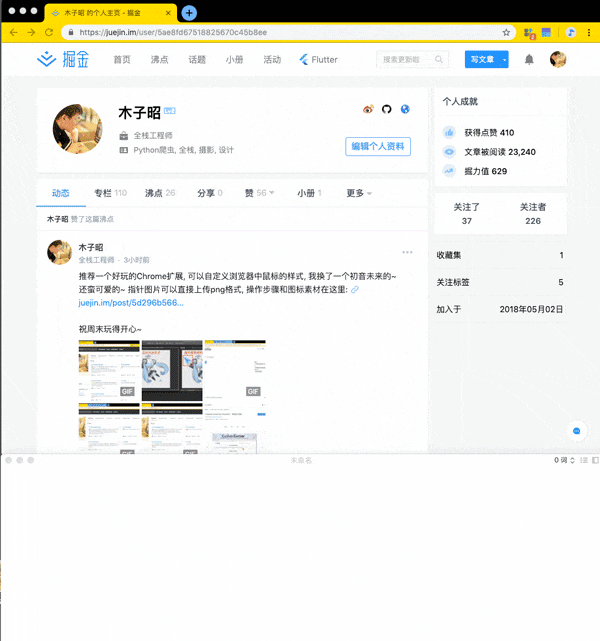 木子昭 的个人主页 - 掘金
https://juejin.im/user/5ae8fd67518825670c45b8ee
掘金 首页 沸点 话题 小册 活动 Flutter 搜索更新啦 写文章
木子昭
全栈工程师
Python爬虫, 全栈, 摄影, 设计
编辑个人资料
个人成就
获得点赞 410
文章被阅读 23,240
掘力值 629
动态 专栏 110 沸点 26 分享 0 赞 56 小册 1 更多
关注了 关注者
37 226
木子昭 赞了这篇沸点
木子昭
全栈工程师 · 3小时前
推荐一个好玩的Chrome扩展, 可以自定义浏览器中鼠标的样式, 我换了一个初音未来的~
还蛮可爱的~ 指针图片可以直接上传png格式, 操作步骤和图标素材在这里:
juejin.im/post/5d296b566...
祝周末玩得开心~
收藏集 1
关注标签 5
加入于 2018年05月02日
GIF GIF
GIF GIF
未命名 0 词